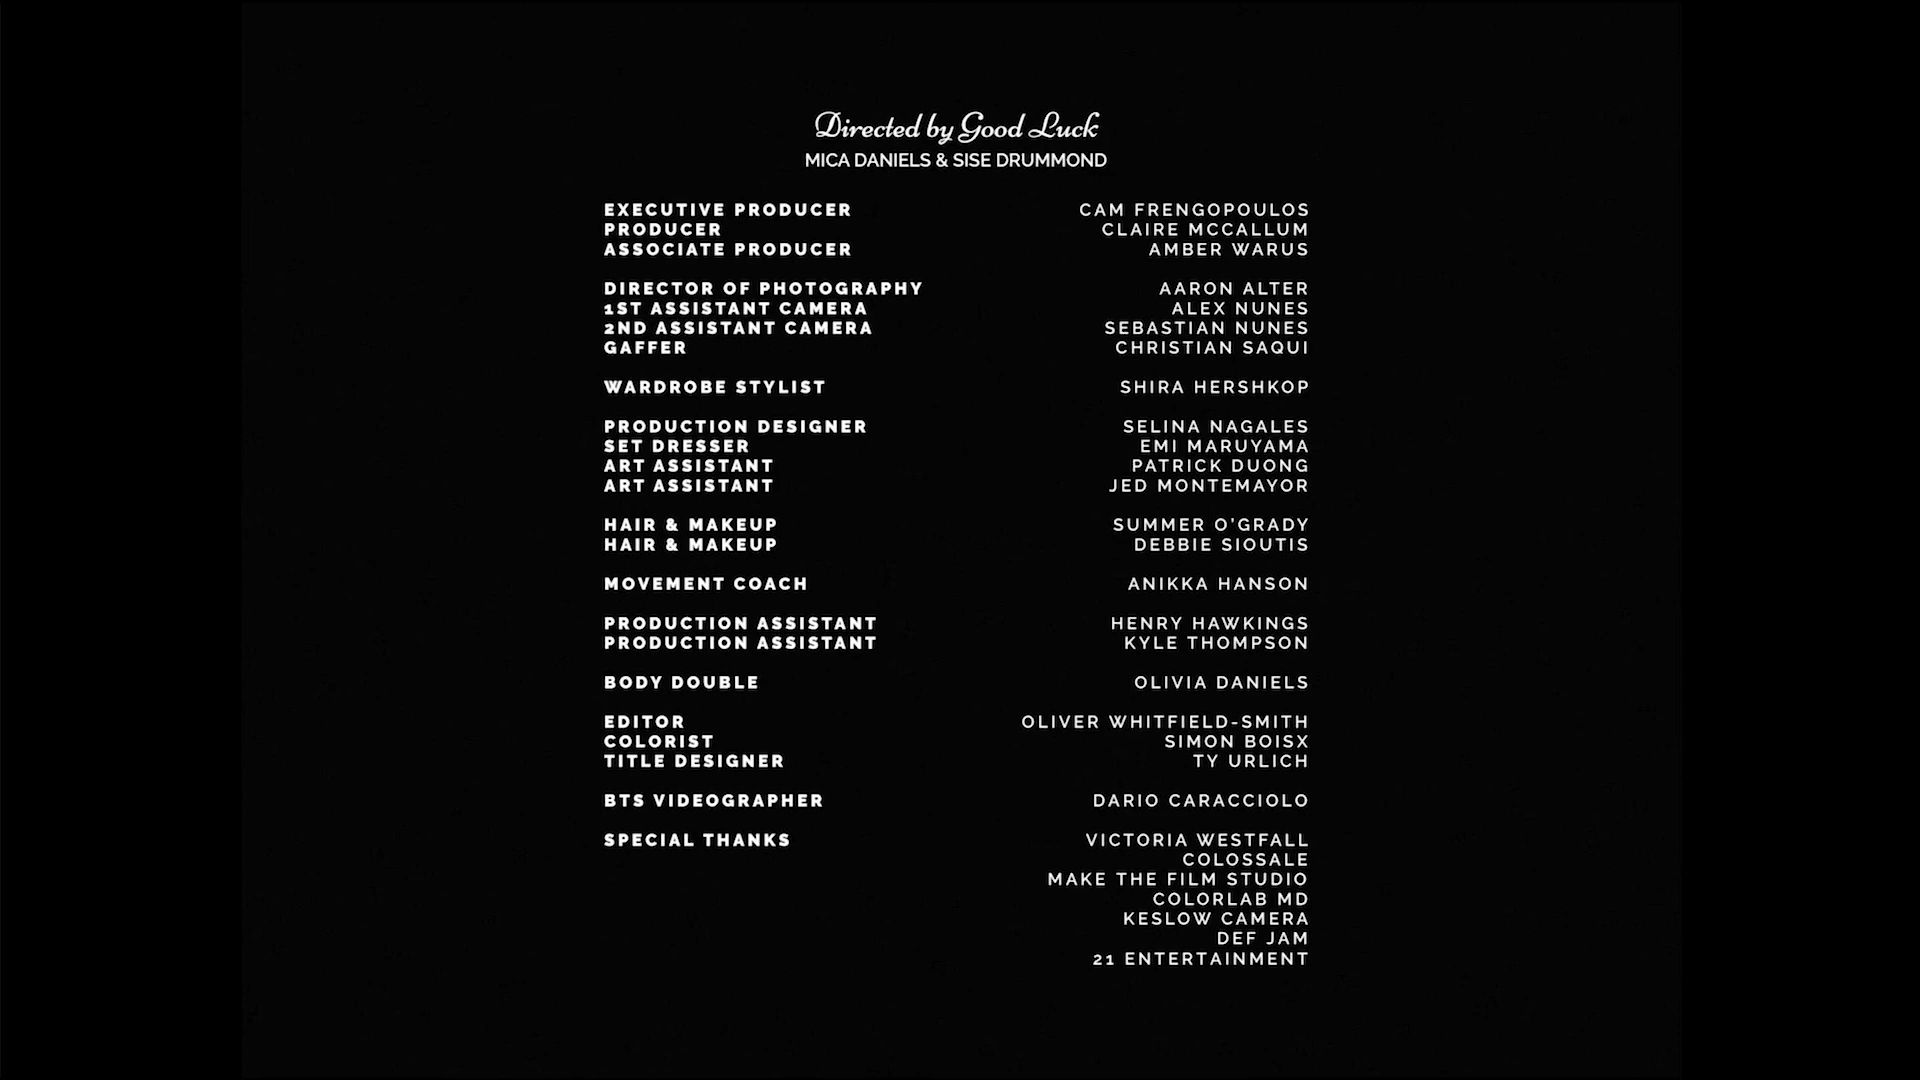 Directed by Good Luck
MICA DANIELS & SISE DRUMMOND
EXECUTIVE PRODUCER CAM FRENGOPOULOS
PRODUCER CLAIRE MCCALLUM
ASSOCIATE PRODUCER AMBER WARUS
DIRECTOR OF PHOTOGRAPHY AARON ALTER
1ST ASSISTANT CAMERA ALEX NUNES
2ND ASSISTANT CAMERA SEBASTIAN NUNES
GAFFER CHRISTIAN SAQUI
WARDROBE STYLIST SHIRA HERSHKOP
PRODUCTION DESIGNER SELINA NAGALES
SET DRESSER EMI MARUYAMA
ART ASSISTANT PATRICK DUONG
ART ASSISTANT JED MONTEMAYOR
HAIR & MAKEUP SUMMER O'GRADY
HAIR & MAKEUP DEBBIE SIOUTIS
MOVEMENT COACH ANIKKA HANSON
PRODUCTION ASSISTANT HENRY HAWKINGS
PRODUCTION ASSISTANT KYLE THOMPSON
BODY DOUBLE OLIVIA DANIELS
EDITOR OLIVER WHITFIELD-SMITH
COLORIST SIMON BOISX
TITLE DESIGNER TY URLICH
BTS VIDEOGRAPHER DARIO CARACCIOLO
SPECIAL THANKS VICTORIA WESTFALL
COLOSSALE
MAKE THE FILM STUDIO
COLORLAB MD
KESLOW CAMERA
DEF JAM
21 ENTERTAINMENT